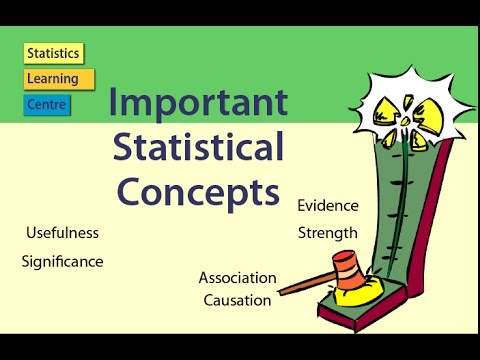 Statistics
Learning
Centre
Important
Statistical
Concepts
Evidence
Usefulness
Strength
Significance
Association
Causation